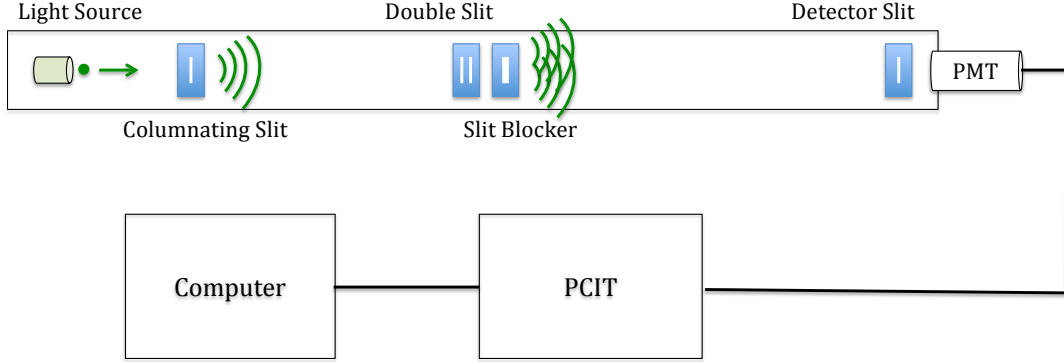 Light Source
Double Slit
Detector Slit
PMT
Columnating Slit
Slit Blocker
Computer
PCIT